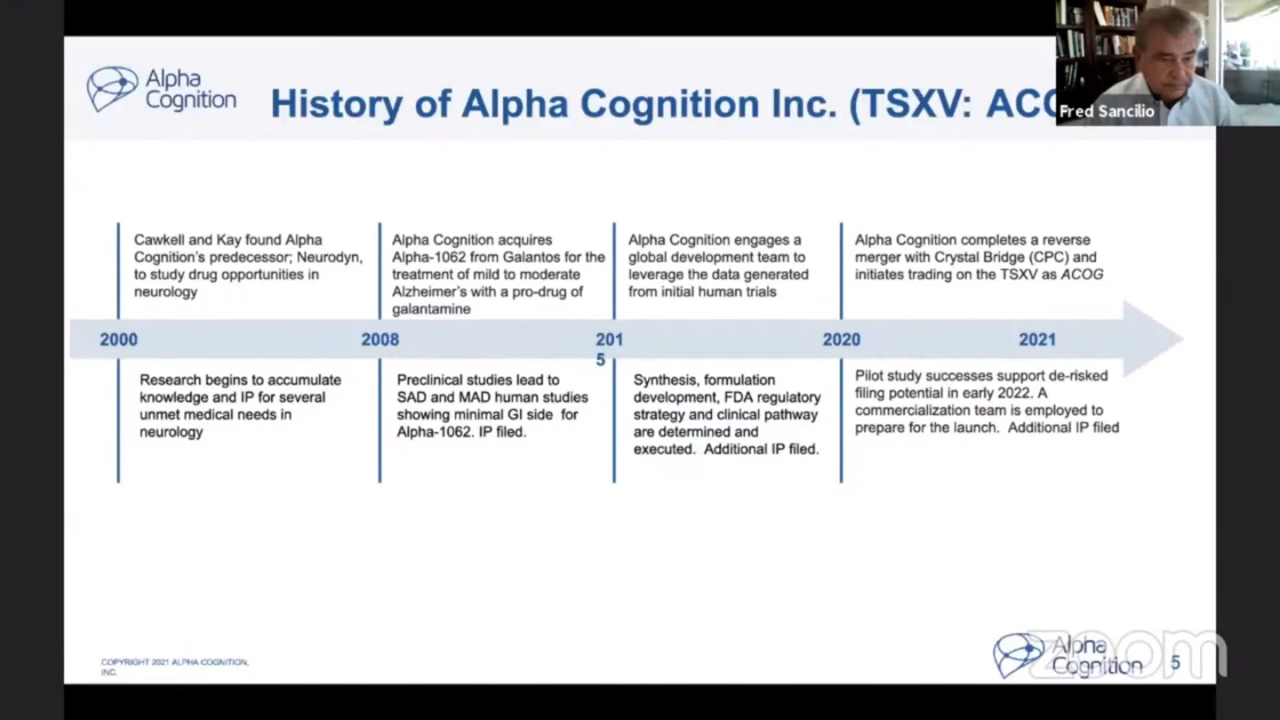 Alpha
Cognition
History of Alpha Cognition Inc. (TSXV:
Fred Sancilio
Cawkell and Kay found Alpha
Cognition's predecessor; Neurodyn,
to study drug opportunities in
neurology
Alpha Cognition acquires
Alpha-1062 from Galantos for the
treatment of mild to moderate
Alzheimer's with a pro-drug of
galantamine
Alpha Cognition engages a
global development team to
leverage the data generated
from initial human trials
Alpha Cognition completes a reverse
merger with Crystal Bridge (CPC) and
initiates trading on the TSXV as ACOG
2000
2008
201
5
2020
2021
Research begins to accumulate
knowledge and IP for several
unmet medical needs in
neurology
Preclinical studies lead to
SAD and MAD human studies
showing minimal GI side for
Alpha-1062. IP filed.
Synthesis, formulation
development, FDA regulatory
strategy and clinical pathway
are determined and
executed. Additional IP filed.
Pilot study successes support de-risked
filing potential in early 2022. A
commercialization team is employed to
prepare for the launch. Additional IP filed
COPYRIGHT 2021 ALPHA COGNITION,
INC.
Alpha
Cognition
zoom
5